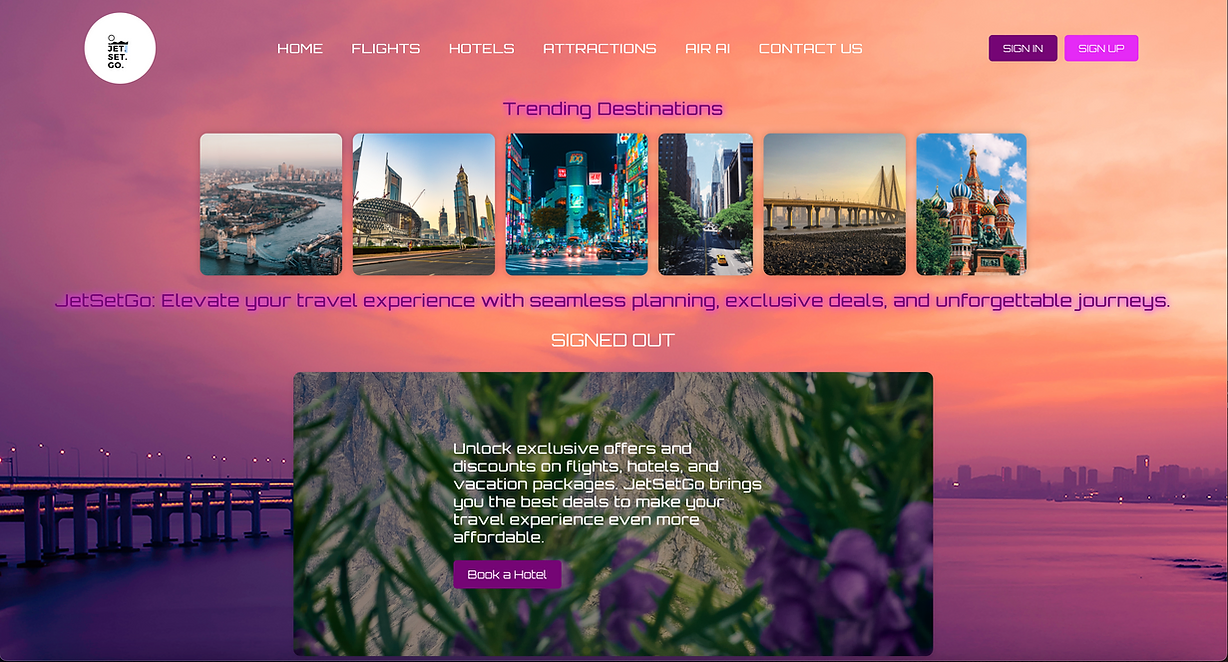 JET.
SET.
GO.
HOME FLIGHTS HOTELS ATTRACTIONS AIR AI CONTACT US
SIGN IN SIGN UP
Trending Destinations
109
JetSetGo: Elevate your travel experience with seamless planning, exclusive deals, and unforgettable journeys.
SIGNED OUT
Unlock exclusive offers and
discounts on flights, hotels, and
vacation packages. JetSetGo brings
you the best deals to make your
travel experience even more
affordable.
Book a Hotel